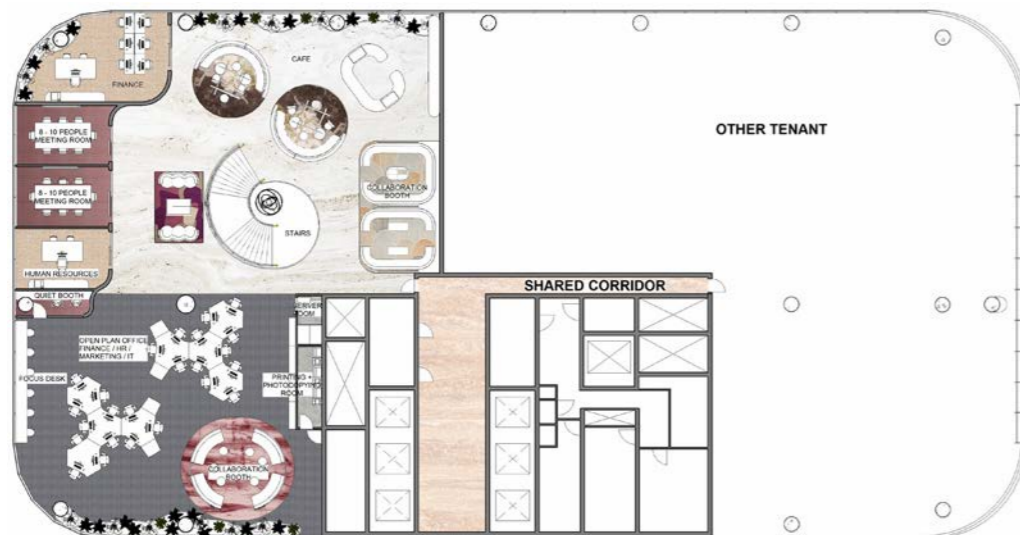 FINANCE
CAFE
8 - 10 PEOPLE
MEETING ROOM
OTHER TENANT
8 - 10 PEOPLE
MEETING ROOM
COLLABORATION
BOOTH
STAIRS
HUMAN RESOURCES
QUIET BOOTH
SHARED CORRIDOR
SERVER
ROOM
OPEN PLAN OFFICE
FINANCE / HR /
MARKETING / IT
FOCUS DESK
PRINTING +
PHOTOCOPYING
ROOM
COLLABORATION
BOOTH